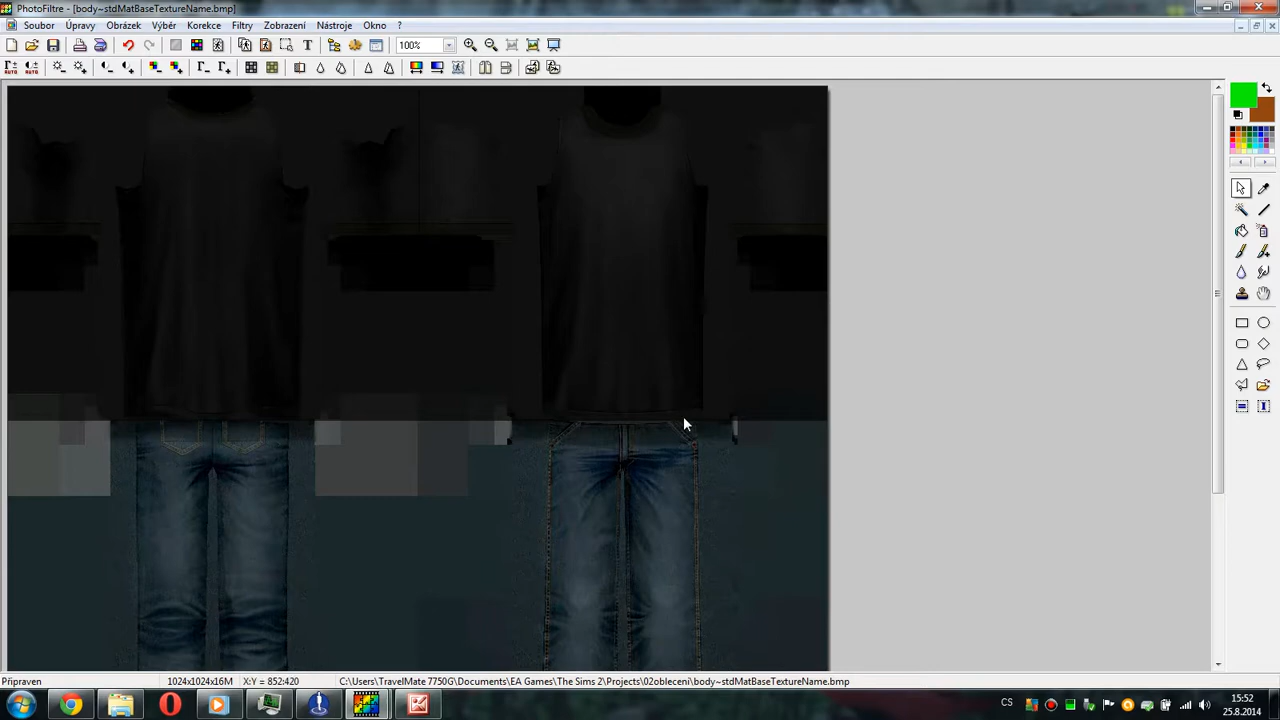 PhotoFiltre - [body~stdMatBaseTextureName.bmp]
Soubor Úpravy Obrázek Výběr Korekce Filtry Zobrazení Nástroje Okno ?
100%
AUTO AUTO
Připraven 1024x1024x16M X:Y = 852:420 C:\Users\TravelMate 7750G\Documents\EA Games\The Sims 2\Projects\02obleceni\body~stdMatBaseTextureName.bmp
CS 15:52
25.8.2014